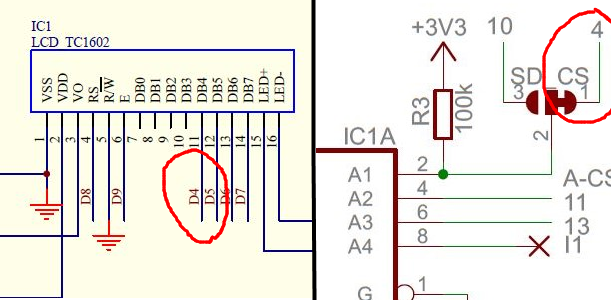 IC1
LCD TC1602
VSS
VDD
VO
RS
R/W
E
DB0
DB1
DB2
DB3
DB4
DB5
DB6
DB7
LED+
LED-
1
2
3
4
5
6
7
8
9
10
11
12
13
14
15
16
D8
D9
D4
D5
D6
D7
+3V3
10
4
SD CS
3
1
R3
100k
2
IC1A
A1
2
A2
4
A3
6
A4
8
A-CS
11
13
I1
G
1